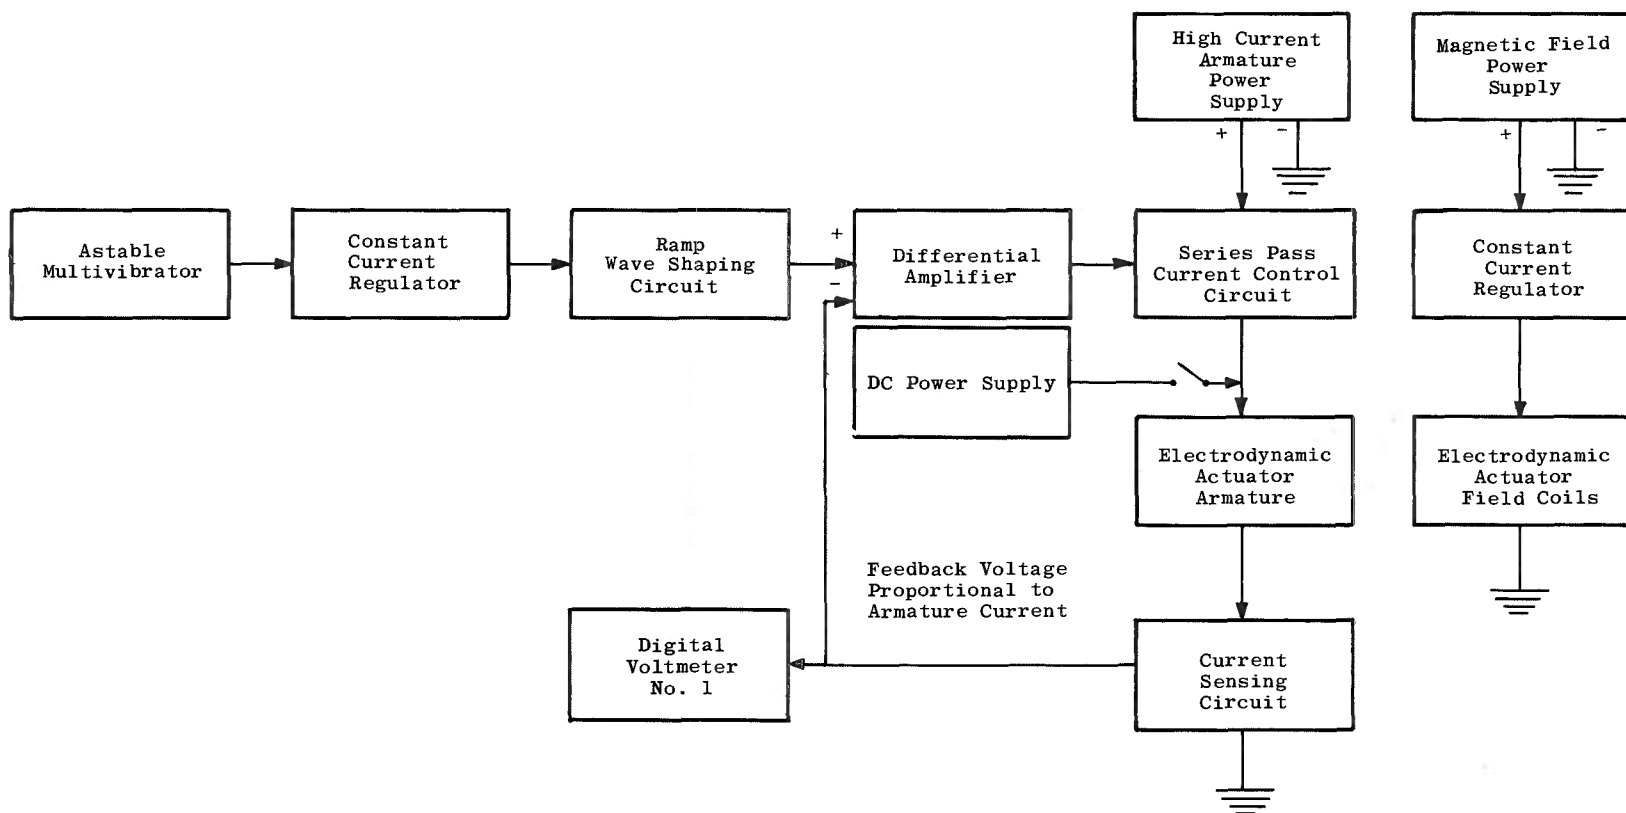 High Current
Armature
Power
Supply
+
-
Magnetic Field
Power
Supply
+
-
Astable
Multivibrator
Constant
Current
Regulator
Ramp
Wave Shaping
Circuit
+
-
Differential
Amplifier
Series Pass
Current Control
Circuit
Constant
Current
Regulator
DC Power Supply
Electrodynamic
Actuator
Armature
Electrodynamic
Actuator
Field Coils
Feedback Voltage
Proportional to
Armature Current
Digital
Voltmeter
No. 1
Current
Sensing
Circuit